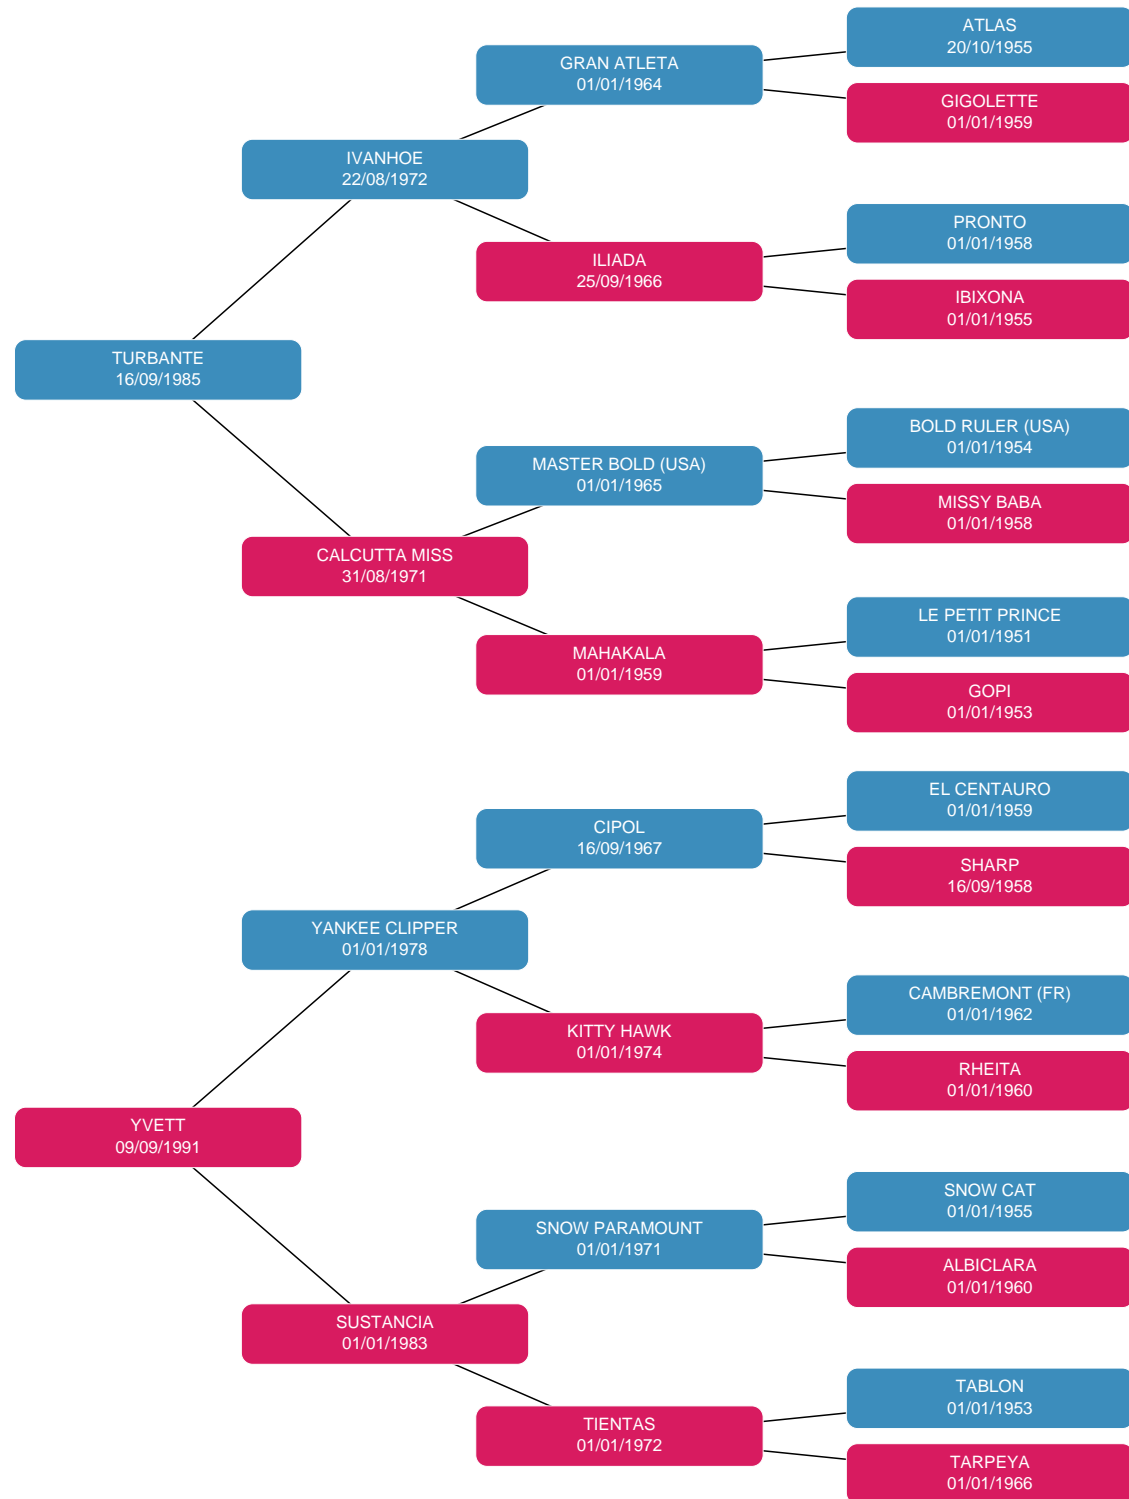 ATLAS
20/10/1955
GRAN ATLETA
01/01/1964
GIGOLETTE
01/01/1959
IVANHOE
22/08/1972
PRONTO
01/01/1958
ILIADA
25/09/1966
IBIXONA
01/01/1955
TURBANTE
16/09/1985
BOLD RULER (USA)
01/01/1954
MASTER BOLD (USA)
01/01/1965
MISSY BABA
01/01/1958
CALCUTTA MISS
31/08/1971
LE PETIT PRINCE
01/01/1951
MAHAKALA
01/01/1959
GOPI
01/01/1953
EL CENTAURO
01/01/1959
CIPOL
16/09/1967
SHARP
16/09/1958
YANKEE CLIPPER
01/01/1978
CAMBREMONT (FR)
01/01/1962
KITTY HAWK
01/01/1974
RHEITA
01/01/1960
YVETT
09/09/1991
SNOW CAT
01/01/1955
SNOW PARAMOUNT
01/01/1971
ALBICLARA
01/01/1960
SUSTANCIA
01/01/1983
TABLON
01/01/1953
TIENTAS
01/01/1972
TARPEYA
01/01/1966